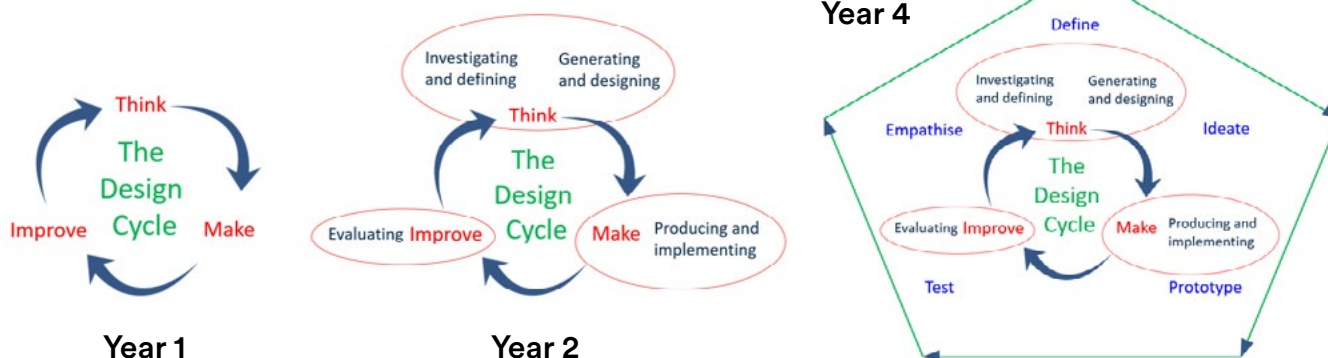 Think
The
Design
Cycle
Improve
Make
Year 1
Investigating
and defining
Generating
and designing
Think
The
Design
Cycle
Evaluating Improve
Make
Producing and
implementing
Year 2
Year 4
Define
Investigating
and defining
Generating
and designing
Empathise
Think
Ideate
The
Design
Cycle
Evaluating Improve
Make
Producing and
implementing
Test
Prototype